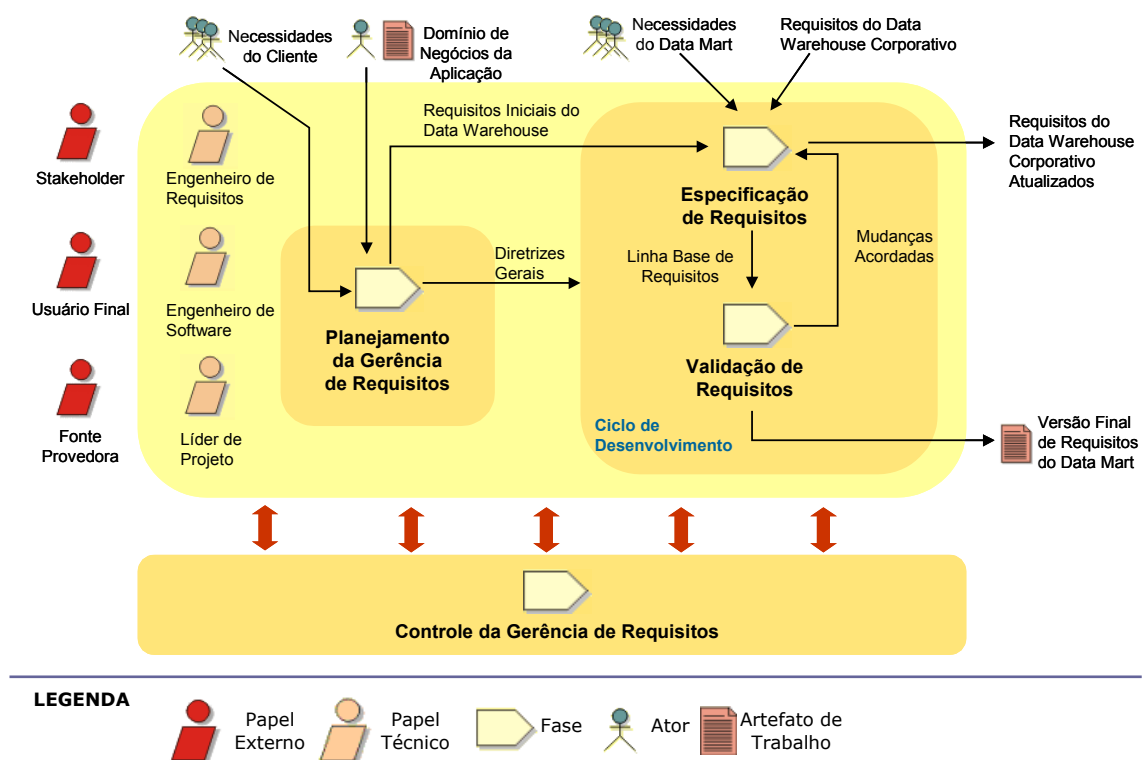 Necessidades
do Cliente
Domínio de
Negócios da
Aplicação
Necessidades
do Data Mart
Requisitos do Data
Warehouse Corporativo
Stakeholder
Engenheiro de
Requisitos
Requisitos Iniciais do
Data Warehouse
Especificação
de Requisitos
Requisitos do
Data Warehouse
Corporativo
Atualizados
Usuário Final
Engenheiro de
Software
Diretrizes
Gerais
Linha Base de
Requisitos
Mudanças
Acordadas
Planejamento
da Gerência
de Requisitos
Validação de
Requisitos
Fonte
Provedora
Líder de
Projeto
Ciclo de
Desenvolvimento
Versão Final
de Requisitos
do Data Mart
Controle da Gerência de Requisitos
LEGENDA
Papel
Externo
Papel
Técnico
Fase
Ator
Artefato de
Trabalho